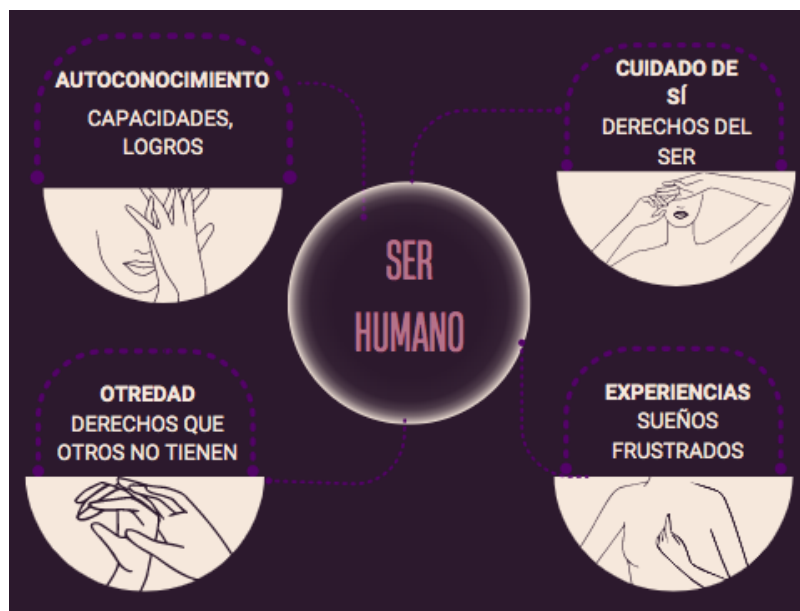 AUTOCONOCIMIENTO
CAPACIDADES,
LOGROS
CUIDADO DE
SÍ
DERECHOS DEL
SER
SER
HUMANO
OTREDAD
DERECHOS QUE
OTROS NO TIENEN
EXPERIENCIAS
SUEÑOS
FRUSTRADOS